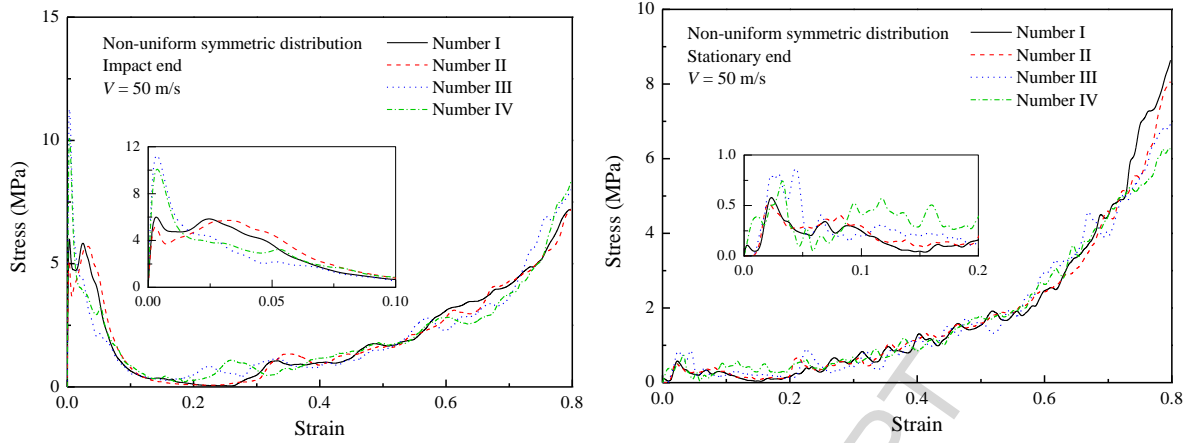 15
10
5
0
0.0
0.2
0.4
0.6
0.8
Stress (MPa)
Strain
Non-uniform symmetric distribution
Impact end
V = 50 m/s
Number I
Number II
Number III
Number IV
12
8
4
0
0.00
0.05
0.10
10
8
6
4
2
0
0.0
0.2
0.4
0.6
0.8
Stress (MPa)
Strain
Non-uniform symmetric distribution
Stationary end
V = 50 m/s
Number I
Number II
Number III
Number IV
1.0
0.5
0.0
0.0
0.1
0.2
PT